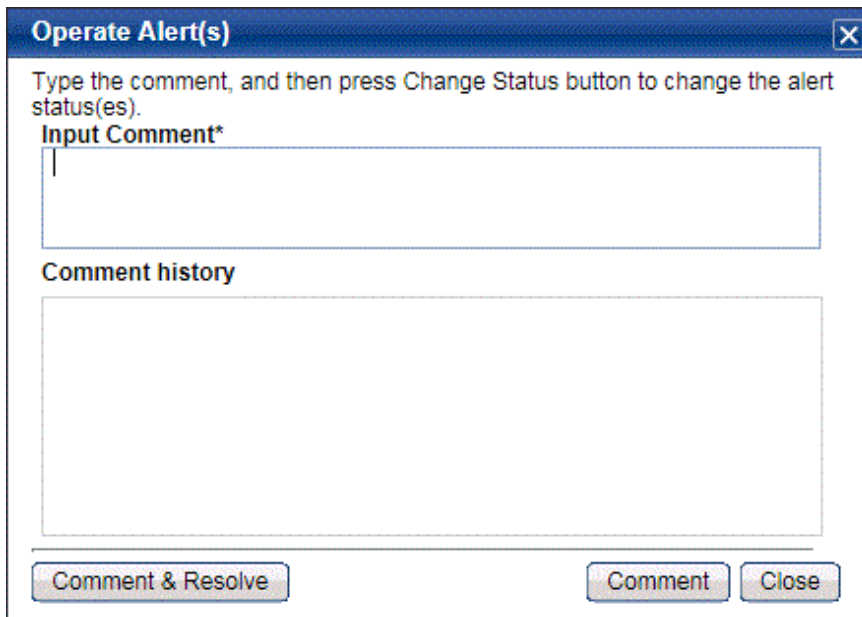 Operate Alert(s)
Type the comment, and then press Change Status button to change the alert
status(es).
Input Comment*
Comment history
Comment & Resolve
Comment
Close